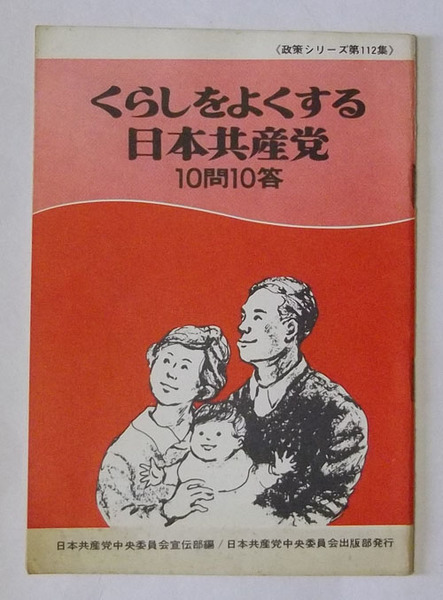 《政策シリーズ第112集》
くらしをよくする
日本共産党
10問10答
日本共産党中央委員会宣伝部編/日本共産党中央委員会出版部発行